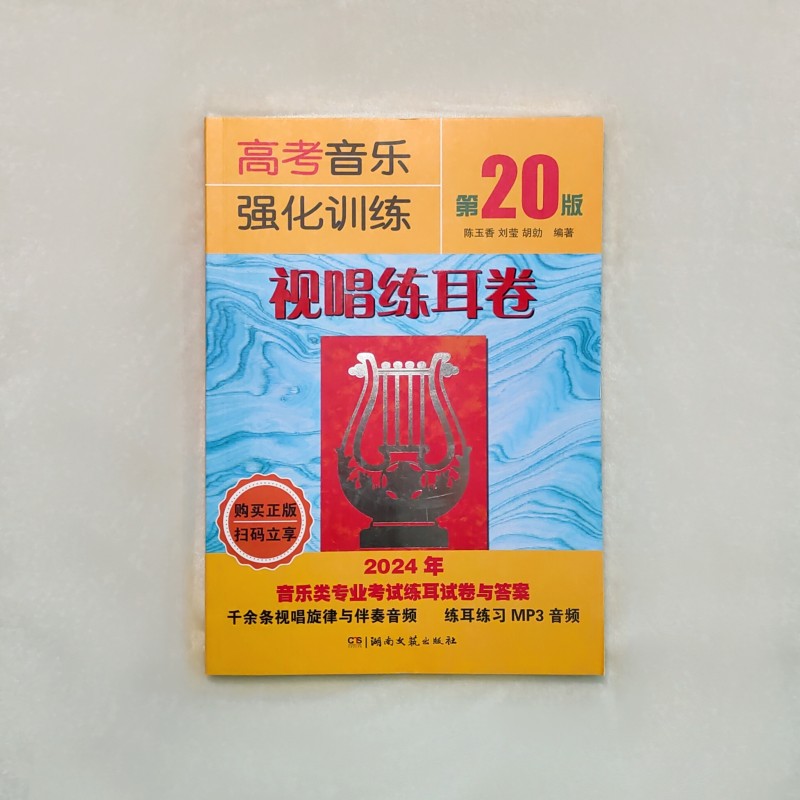 高考音乐
强化训练
第20版
陈玉香 刘莹 胡勍 编著
视唱练耳卷
购买正版
扫码立享
2024年
音乐类专业考试练耳试卷与答案
千余条视唱旋律与伴奏音频 练耳练习 MP3 音频
湖南文艺出版社